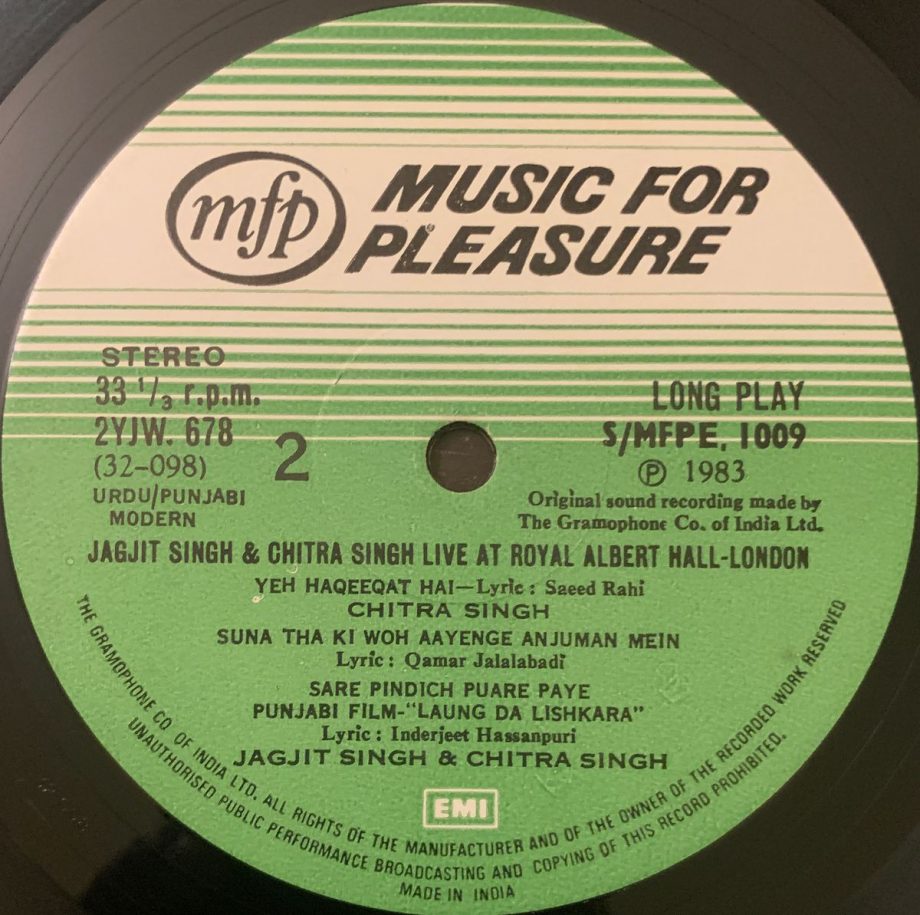 mfp
MUSIC FOR
PLEASURE
STEREO
33 1/3 r.p.m.
2YJW. 678
(32-098)
2
URDU/PUNJABI
MODERN
LONG PLAY
S/MFPE. 1009
Ⓟ 1983
Original sound recording made by
The Gramophone Co. of India Ltd.
JAGJIT SINGH & CHITRA SINGH LIVE AT ROYAL ALBERT HALL-LONDON
YEH HAQEEQAT HAI—Lyric : Saeed Rahi
CHITRA SINGH
SUNA THA KI WOH AAYENGE ANJUMAN MEIN
Lyric : Qamar Jalalabadi
SARE PINDICH PUARE PAYE
PUNJABI FILM-"LAUNG DA LISHKARA"
Lyric : Inderjeet Hassanpuri
JAGJIT SINGH & CHITRA SINGH
EMI
THE GRAMOPHONE CO. OF INDIA LTD. ALL RIGHTS OF THE MANUFACTURER AND OF THE OWNER OF THE RECORDED WORK RESERVED
UNAUTHORISED PUBLIC PERFORMANCE BROADCASTING AND COPYING OF THIS RECORD PROHIBITED.
MADE IN INDIA